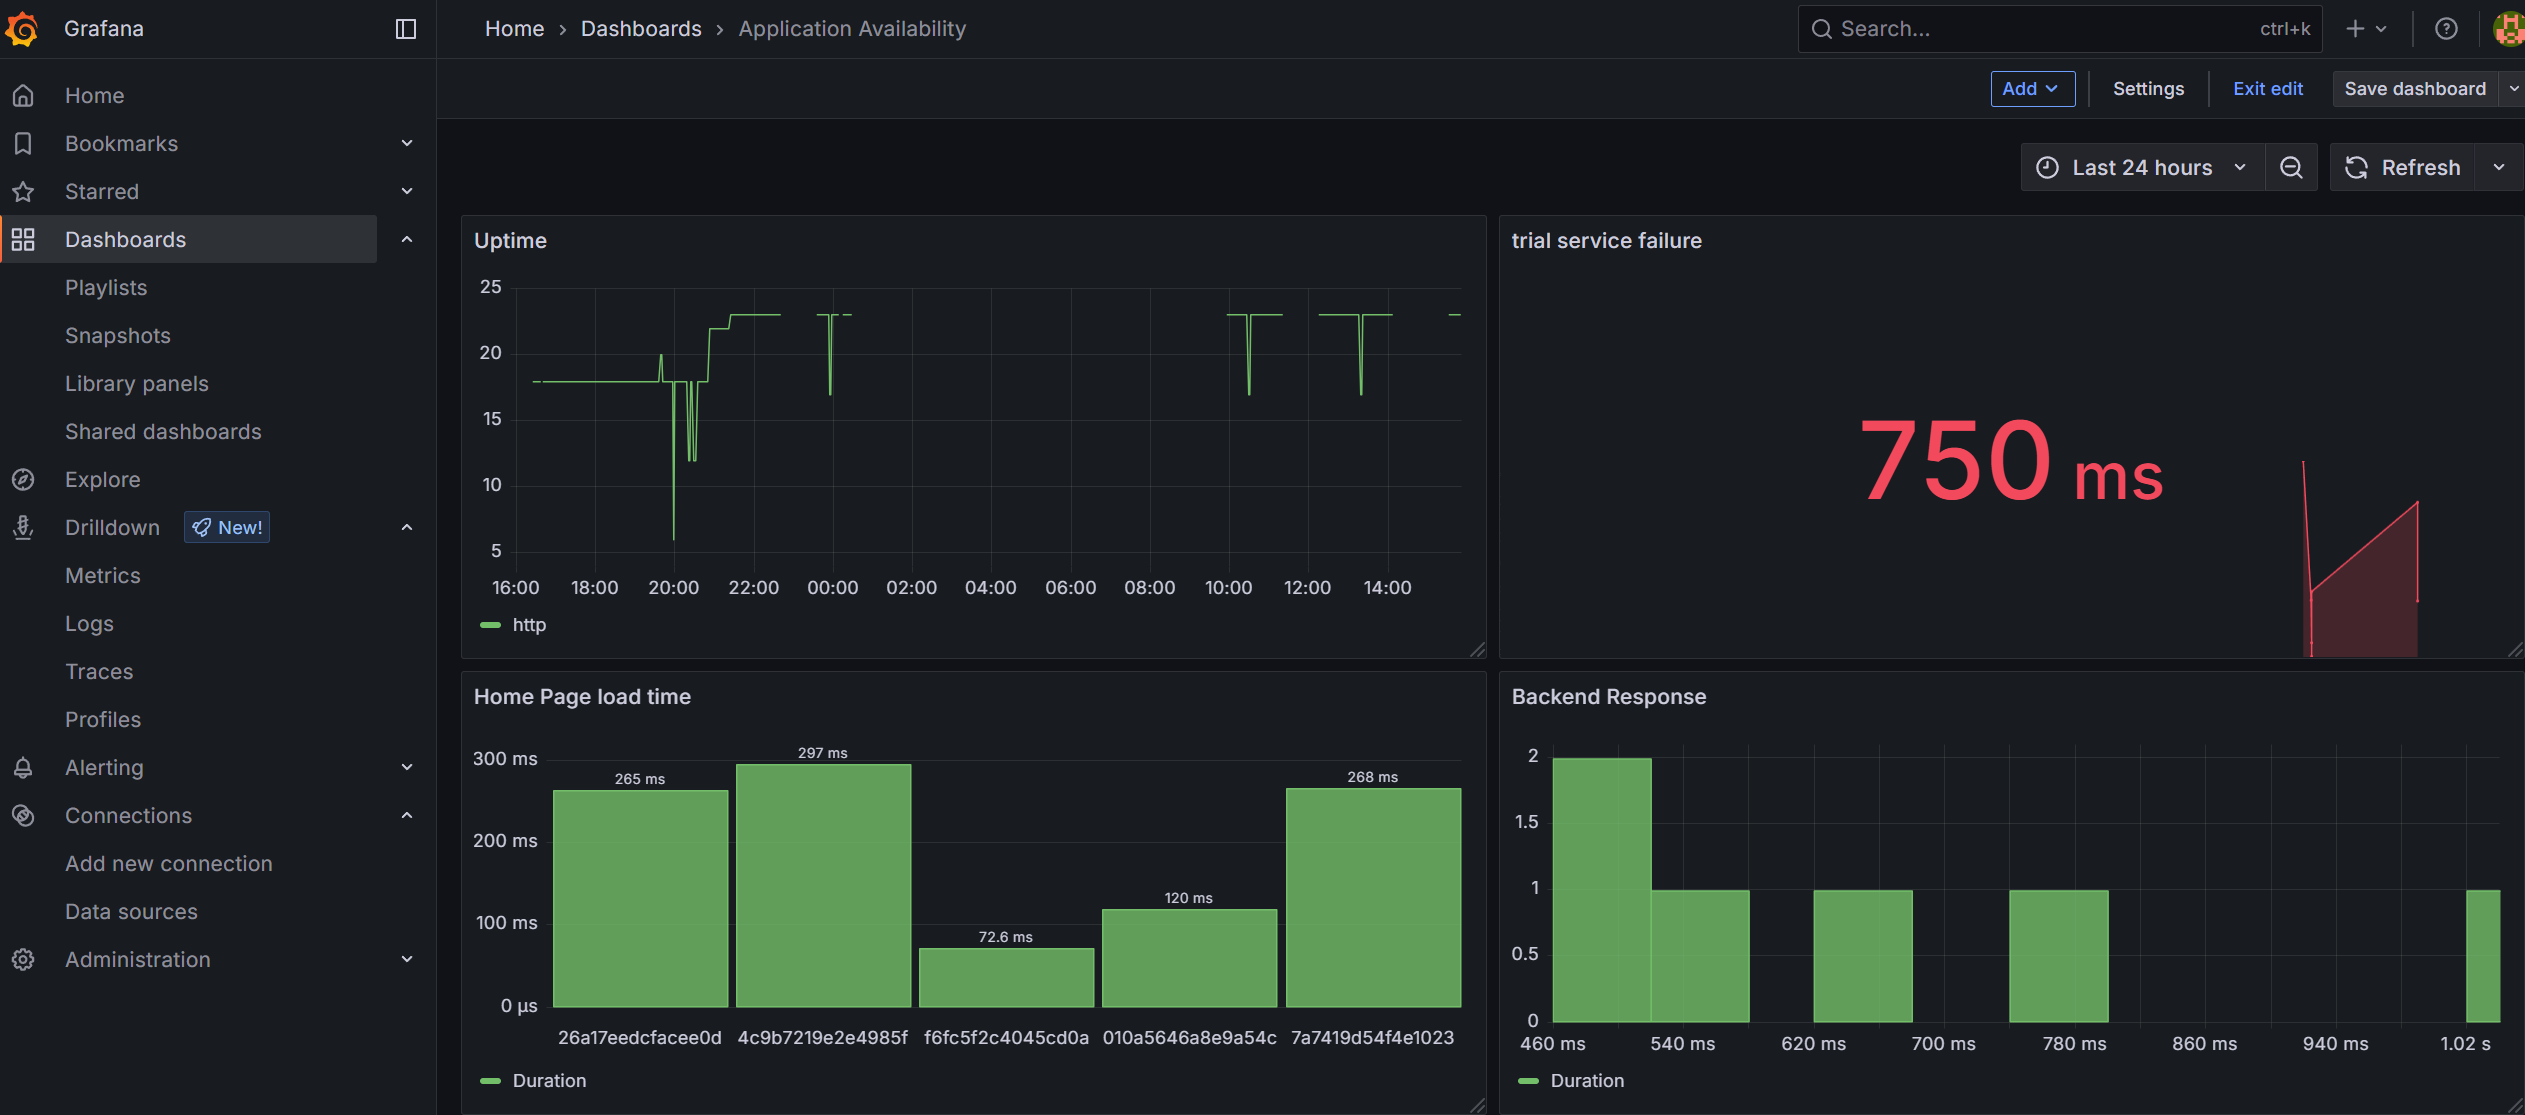 Grafana
Home
Bookmarks
Starred
Dashboards
Playlists
Snapshots
Library panels
Shared dashboards
Explore
Drilldown New!
Metrics
Logs
Traces
Profiles
Alerting
Connections
Add new connection
Data sources
Administration
Home › Dashboards › Application Availability
Search... ctrl+k
Add Settings Exit edit Save dashboard
Last 24 hours Refresh
Uptime
25
20
15
10
5
16:00 18:00 20:00 22:00 00:00 02:00 04:00 06:00 08:00 10:00 12:00 14:00
http
trial service failure
750 ms
Home Page load time
300 ms
200 ms
100 ms
0 µs
265 ms
297 ms
72.6 ms
120 ms
268 ms
26a17eedcfacee0d 4c9b7219e2e4985f f6fc5f2c4045cd0a 010a5646a8e9a54c 7a7419d54f4e1023
Duration
Backend Response
2
1.5
1
0.5
0
460 ms 540 ms 620 ms 700 ms 780 ms 860 ms 940 ms 1.02 s
Duration